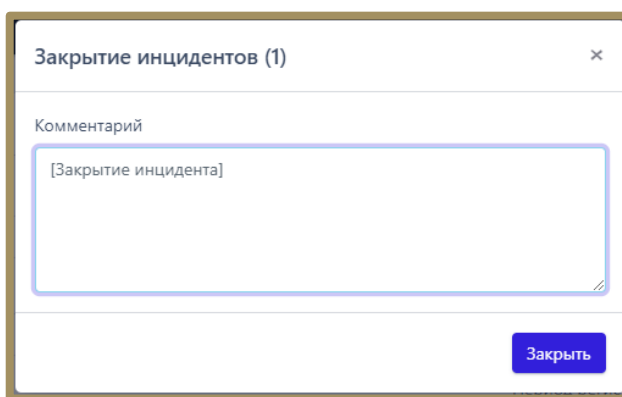 Закрытие инцидентов (1)
×
Комментарий
[Закрытие инцидента]
Закрыть